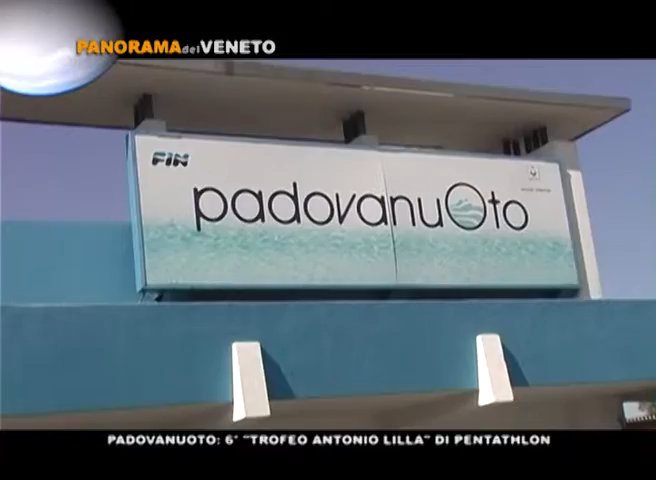 PANORAMA del VENETO
FIN
padovanuOto
PADOVANUOTO: 6° "TROFEO ANTONIO LILLA" DI PENTATHLON